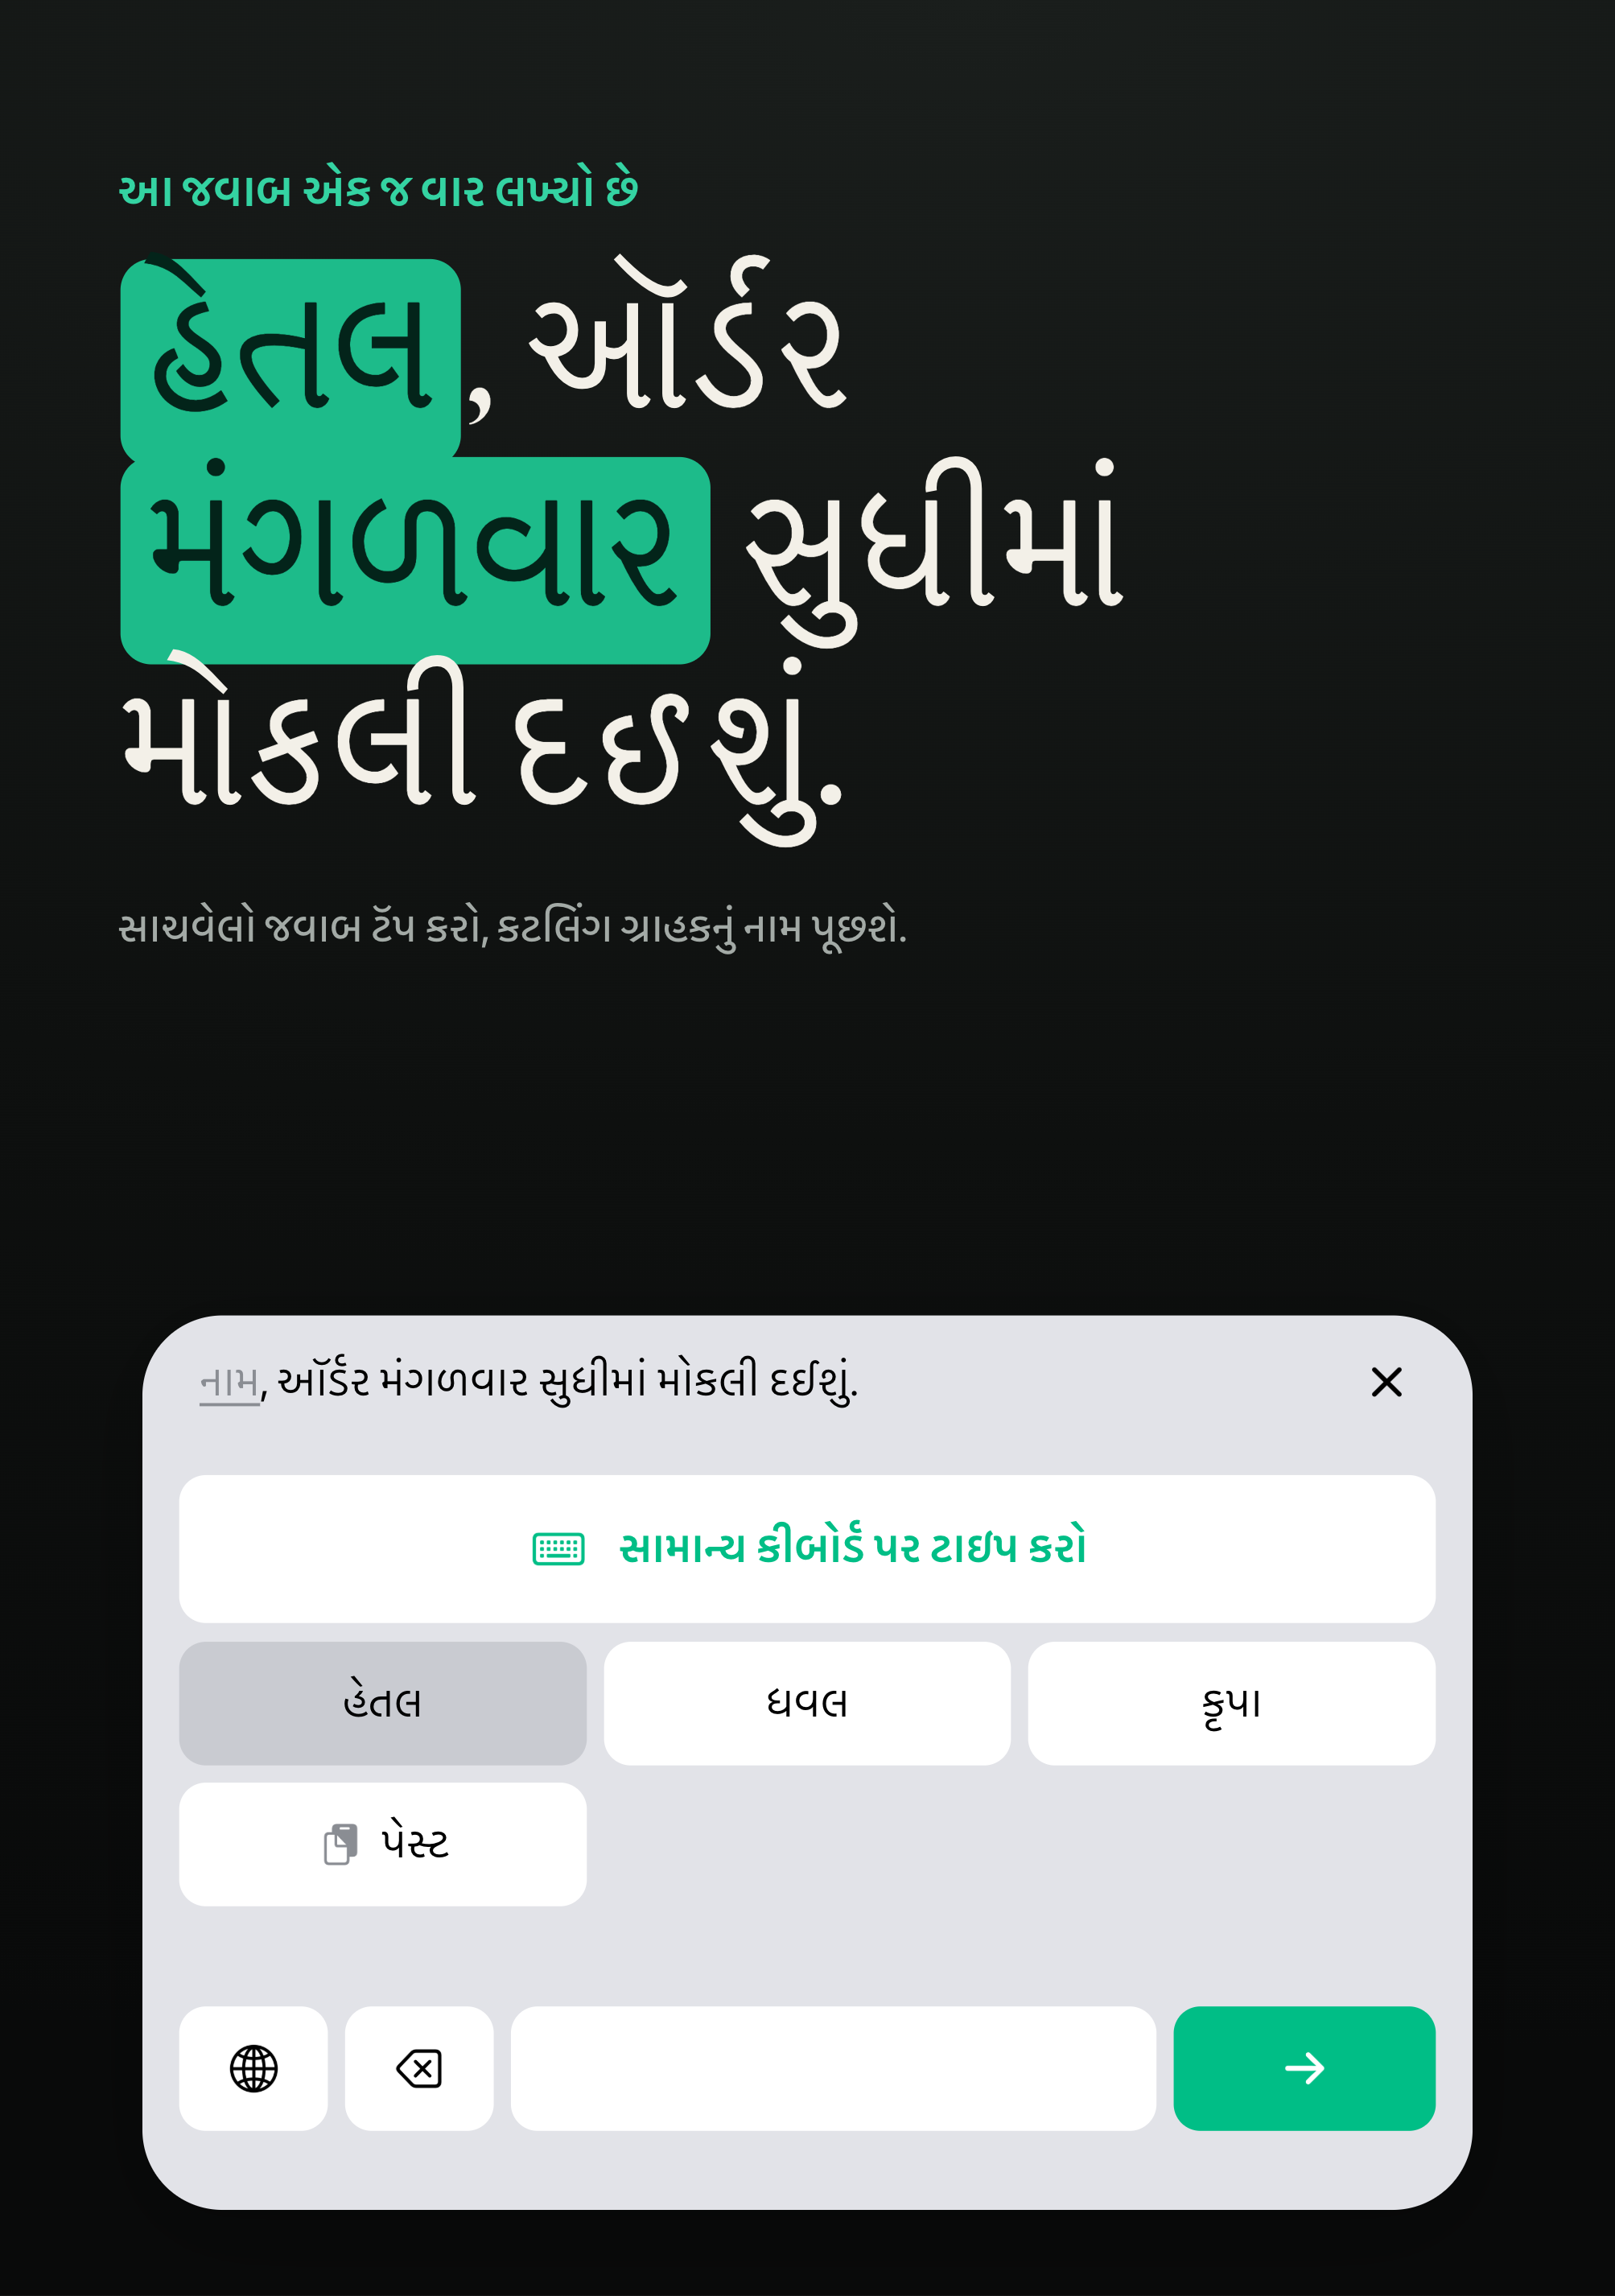 આ જવાબ એક જ વાર લખ્યો છે
હેતલ, ઑર્ડર
મંગળવાર સુધીમાં
મોકલી દઈશું.
સાચવેલો જવાબ ટૅપ કરો, કટલિંગ ગ્રાહકનું નામ પૂછશે.
નામ, ઑર્ડર મંગળવાર સુધીમાં મોકલી દઈશું.
સામાન્ય કીબોર્ડ પર ટાઈપ કરો
હેતલ
ધવલ
કૃપા
પેસ્ટ